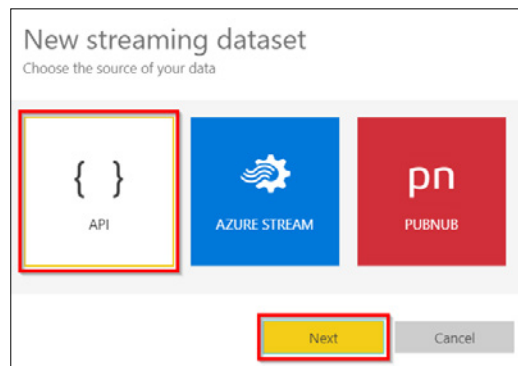 New streaming dataset
Choose the source of your data
{ }
API
AZURE STREAM
pn
PUBNUB
Next
Cancel